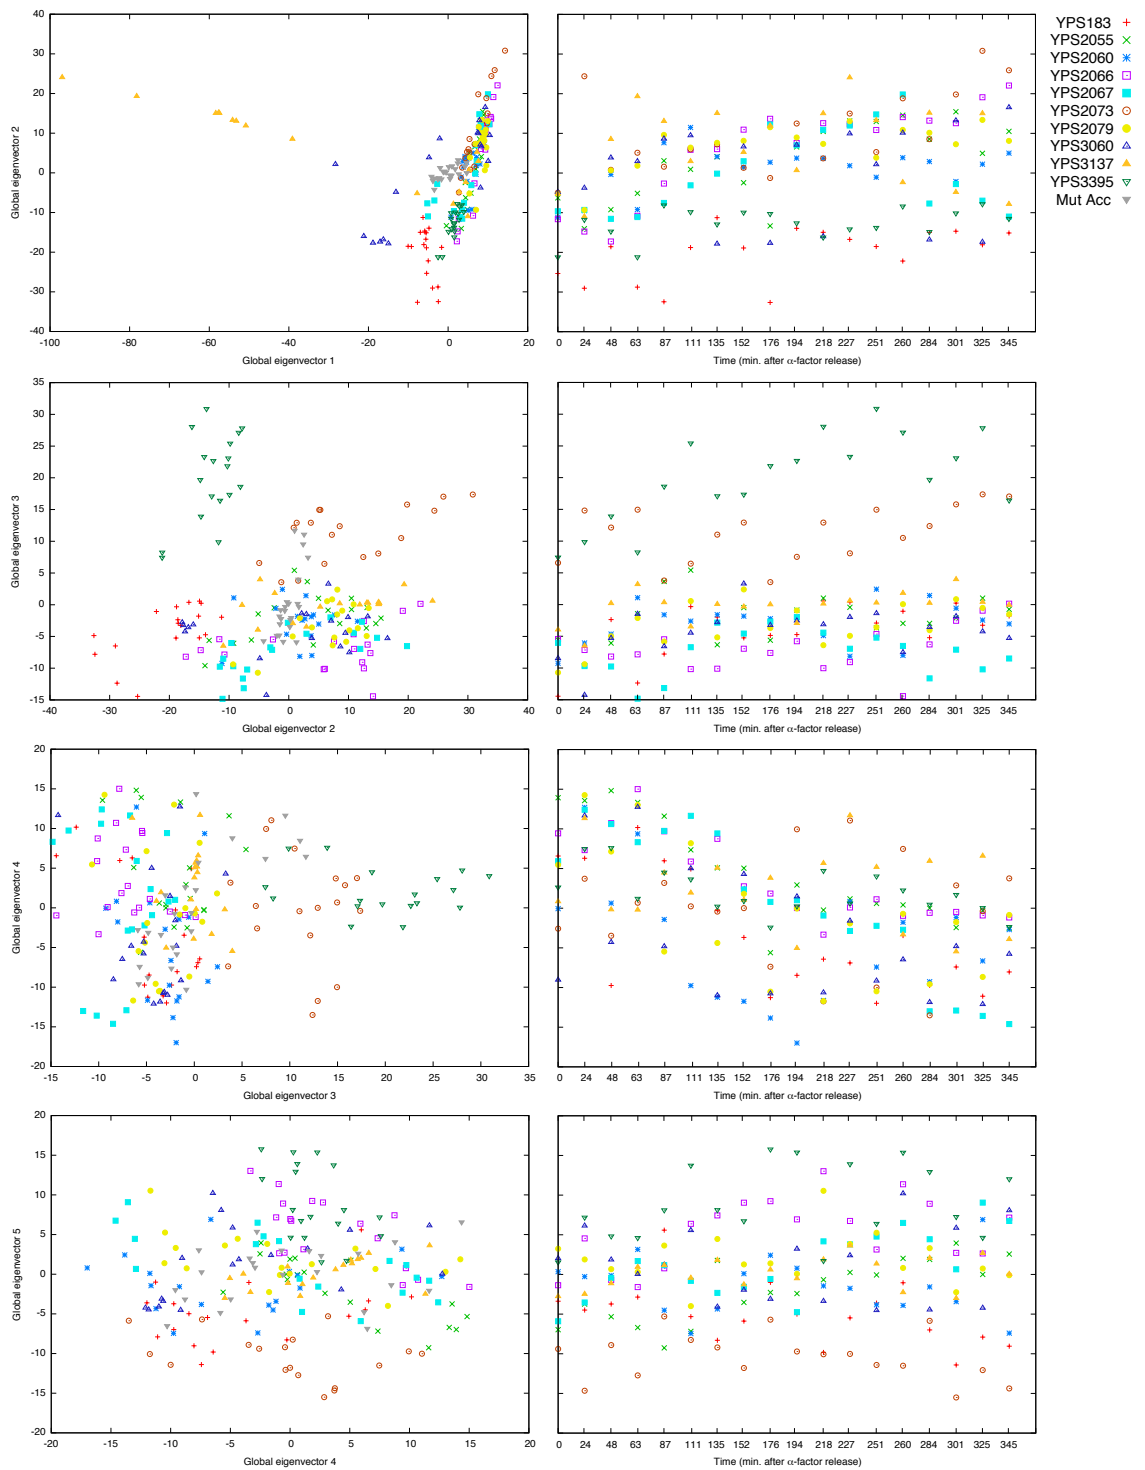 40
30
20
10
0
-10
-20
-30
-40
Global eigenvector 2
-100 -80 -60 -40 -20 0 20
Global eigenvector 1
0 24 48 63 87 111 135 152 176 194 218 227 251 260 284 301 325 345
Time (min. after α-factor release)
YPS183
YPS2055
YPS2060
YPS2066
YPS2067
YPS2073
YPS2079
YPS3060
YPS3137
YPS3395
Mut Acc
35
30
25
20
15
10
5
0
-5
-10
-15
Global eigenvector 3
-40 -30 -20 -10 0 10 20 30 40
Global eigenvector 2
0 24 48 63 87 111 135 152 176 194 218 227 251 260 284 301 325 345
Time (min. after α-factor release)
20
15
10
5
0
-5
-10
-15
-20
Global eigenvector 4
-15 -10 -5 0 5 10 15 20 25 30 35
Global eigenvector 3
0 24 48 63 87 111 135 152 176 194 218 227 251 260 284 301 325 345
Time (min. after α-factor release)
20
15
10
5
0
-5
-10
-15
-20
Global eigenvector 5
-20 -15 -10 -5 0 5 10 15 20
Global eigenvector 4
0 24 48 63 87 111 135 152 176 194 218 227 251 260 284 301 325 345
Time (min. after α-factor release)